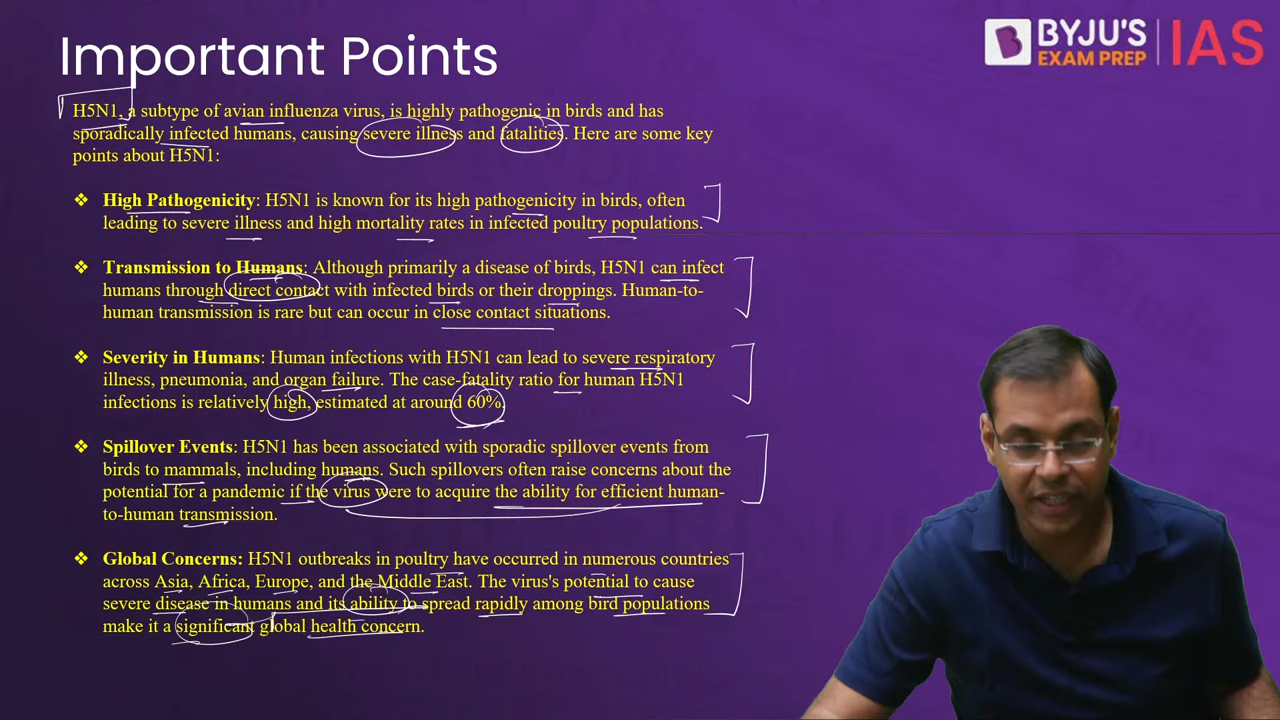 Important Points
BYJU'S
EXAM PREP
IAS
H5N1, a subtype of avian influenza virus, is highly pathogenic in birds and has
sporadically infected humans, causing severe illness and fatalities. Here are some key
points about H5N1:
❖ High Pathogenicity: H5N1 is known for its high pathogenicity in birds, often
leading to severe illness and high mortality rates in infected poultry populations.
❖ Transmission to Humans: Although primarily a disease of birds, H5N1 can infect
humans through direct contact with infected birds or their droppings. Human-to-
human transmission is rare but can occur in close contact situations.
❖ Severity in Humans: Human infections with H5N1 can lead to severe respiratory
illness, pneumonia, and organ failure. The case-fatality ratio for human H5N1
infections is relatively high, estimated at around 60%.
❖ Spillover Events: H5N1 has been associated with sporadic spillover events from
birds to mammals, including humans. Such spillovers often raise concerns about the
potential for a pandemic if the virus were to acquire the ability for efficient human-
to-human transmission.
❖ Global Concerns: H5N1 outbreaks in poultry have occurred in numerous countries
across Asia, Africa, Europe, and the Middle East. The virus's potential to cause
severe disease in humans and its ability to spread rapidly among bird populations
make it a significant global health concern.